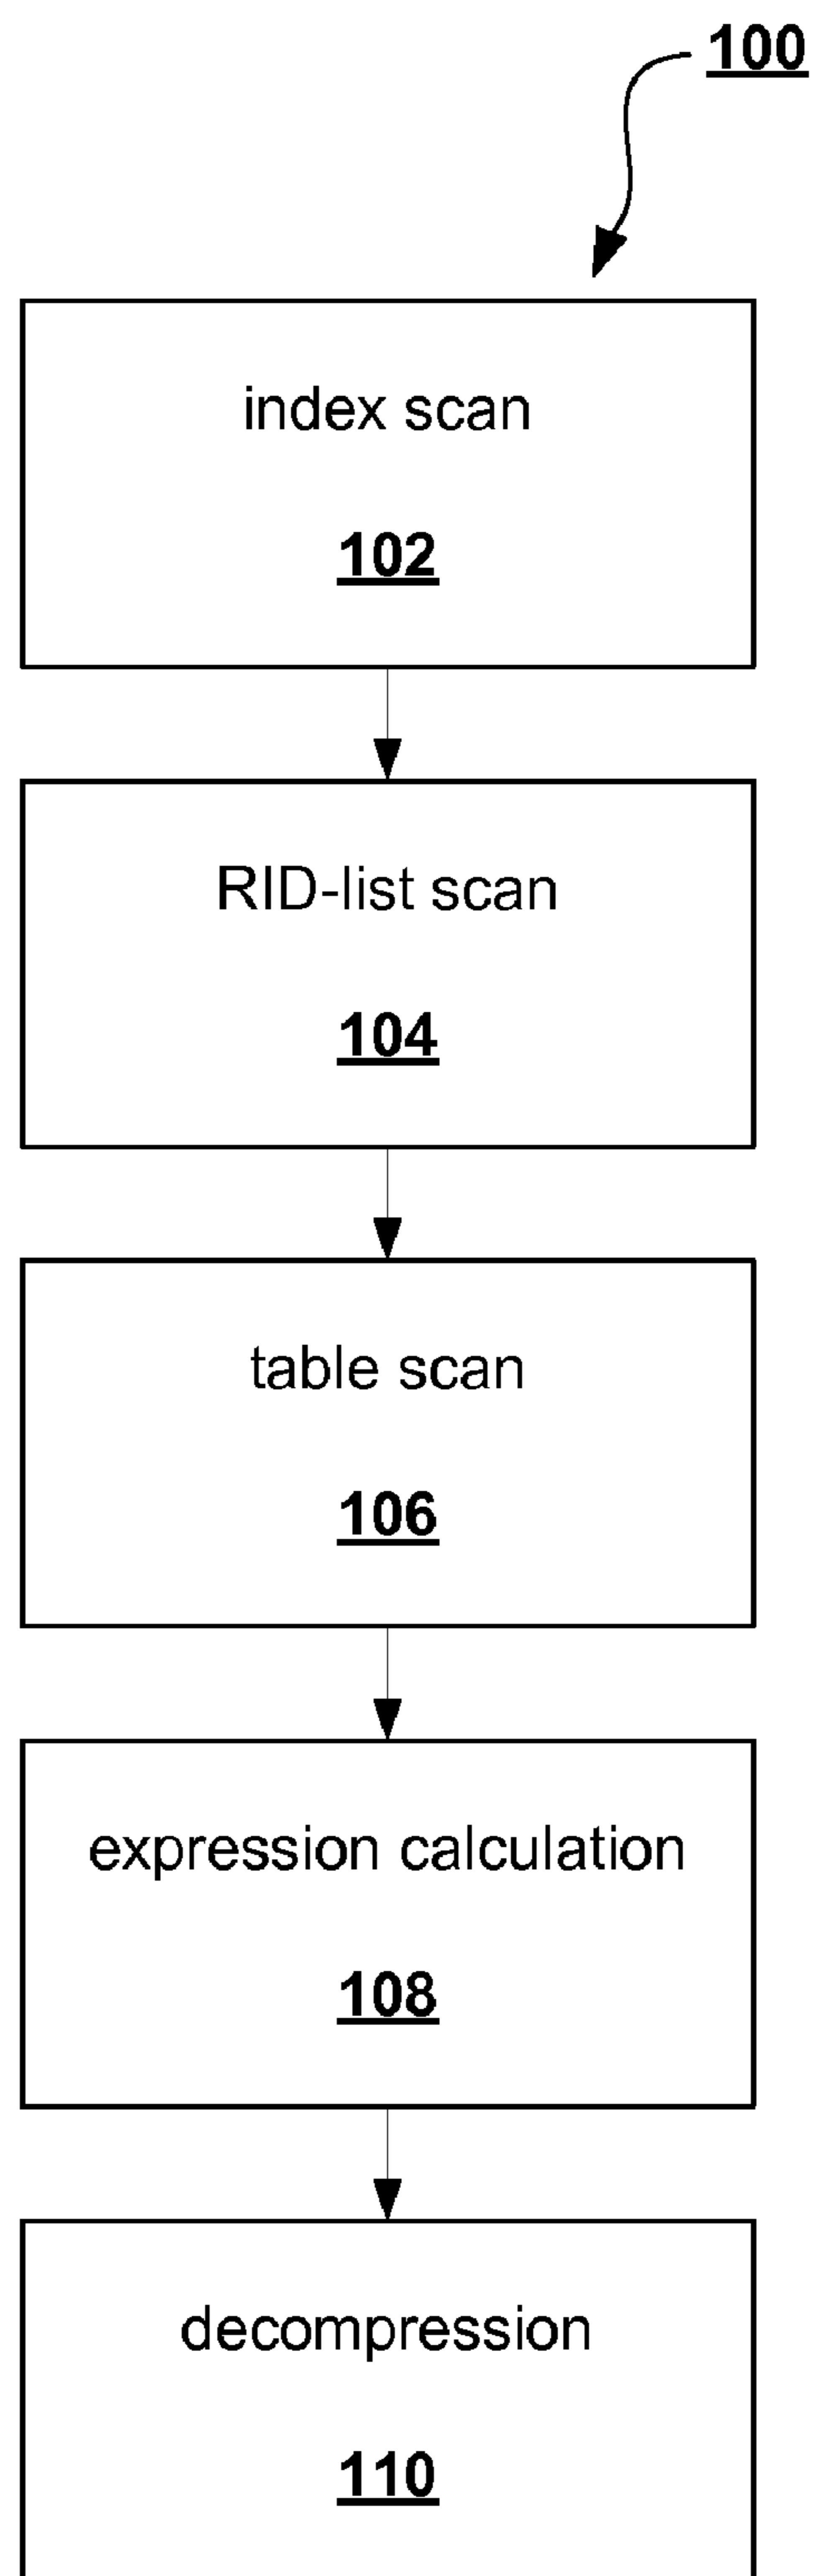 100
index scan
102
RID-list scan
104
table scan
106
expression calculation
108
decompression
110